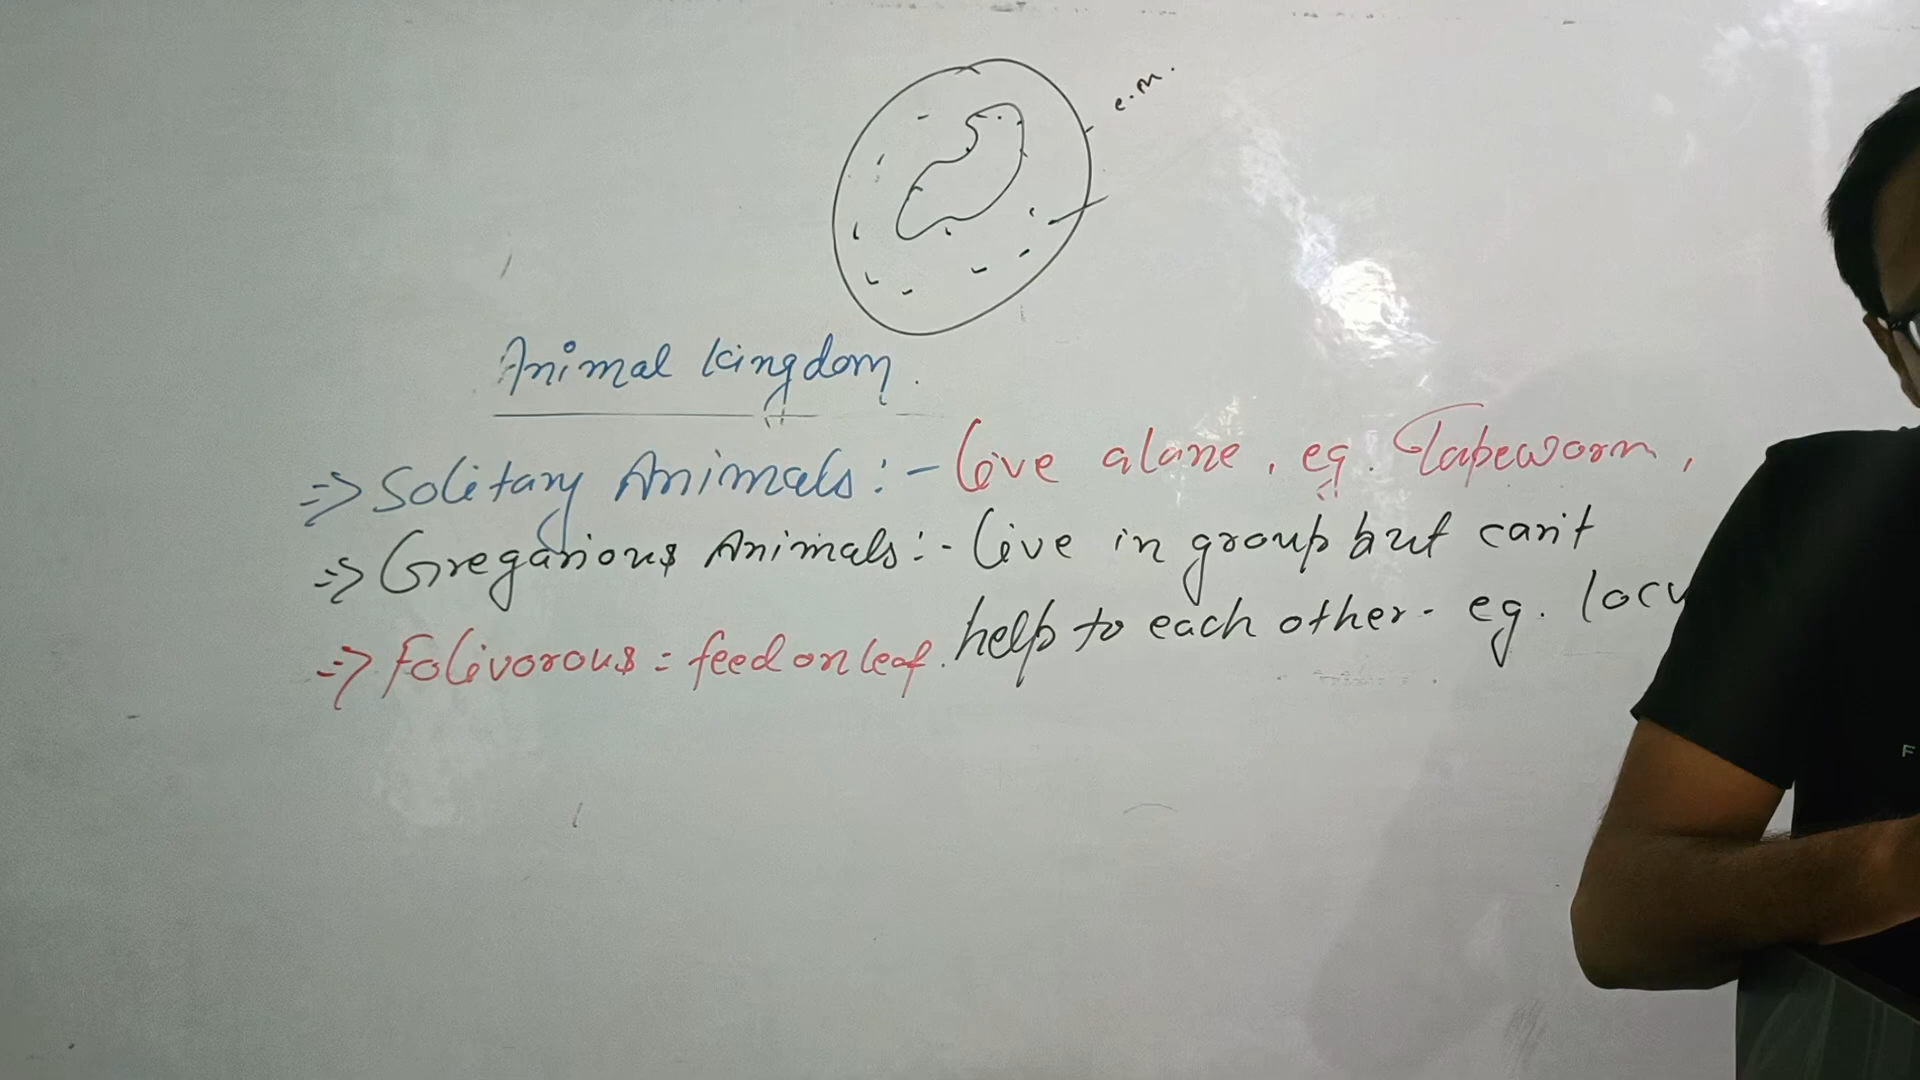 e.m.
Animal kingdom.
=> Solitary Animals :- Live alone, eg. Tapeworm,
=> Gregarious Animals :- Live in group but can't
help to each other- eg. locu
=> Folivorous = feed on leaf.
F